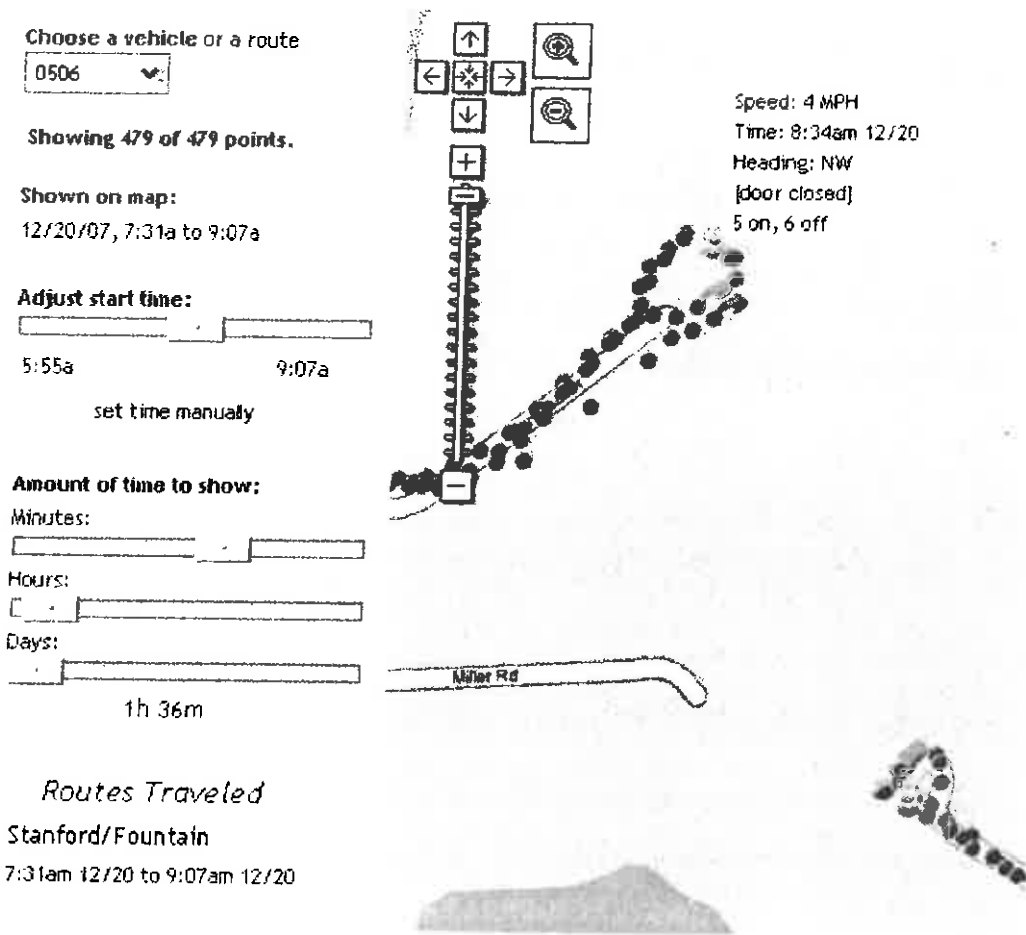 Choose a vehicle or a route
0506
Showing 479 of 479 points.
Shown on map:
12/20/07, 7:31a to 9:07a
Adjust start time:
5:55a 9:07a
set time manually
Amount of time to show:
Minutes:
Hours:
Days:
1h 36m
Routes Traveled
Stanford/Fountain
7:31am 12/20 to 9:07am 12/20
Speed: 4 MPH
Time: 8:34am 12/20
Heading: NW
[door closed]
5 on, 6 off
Miller Rd